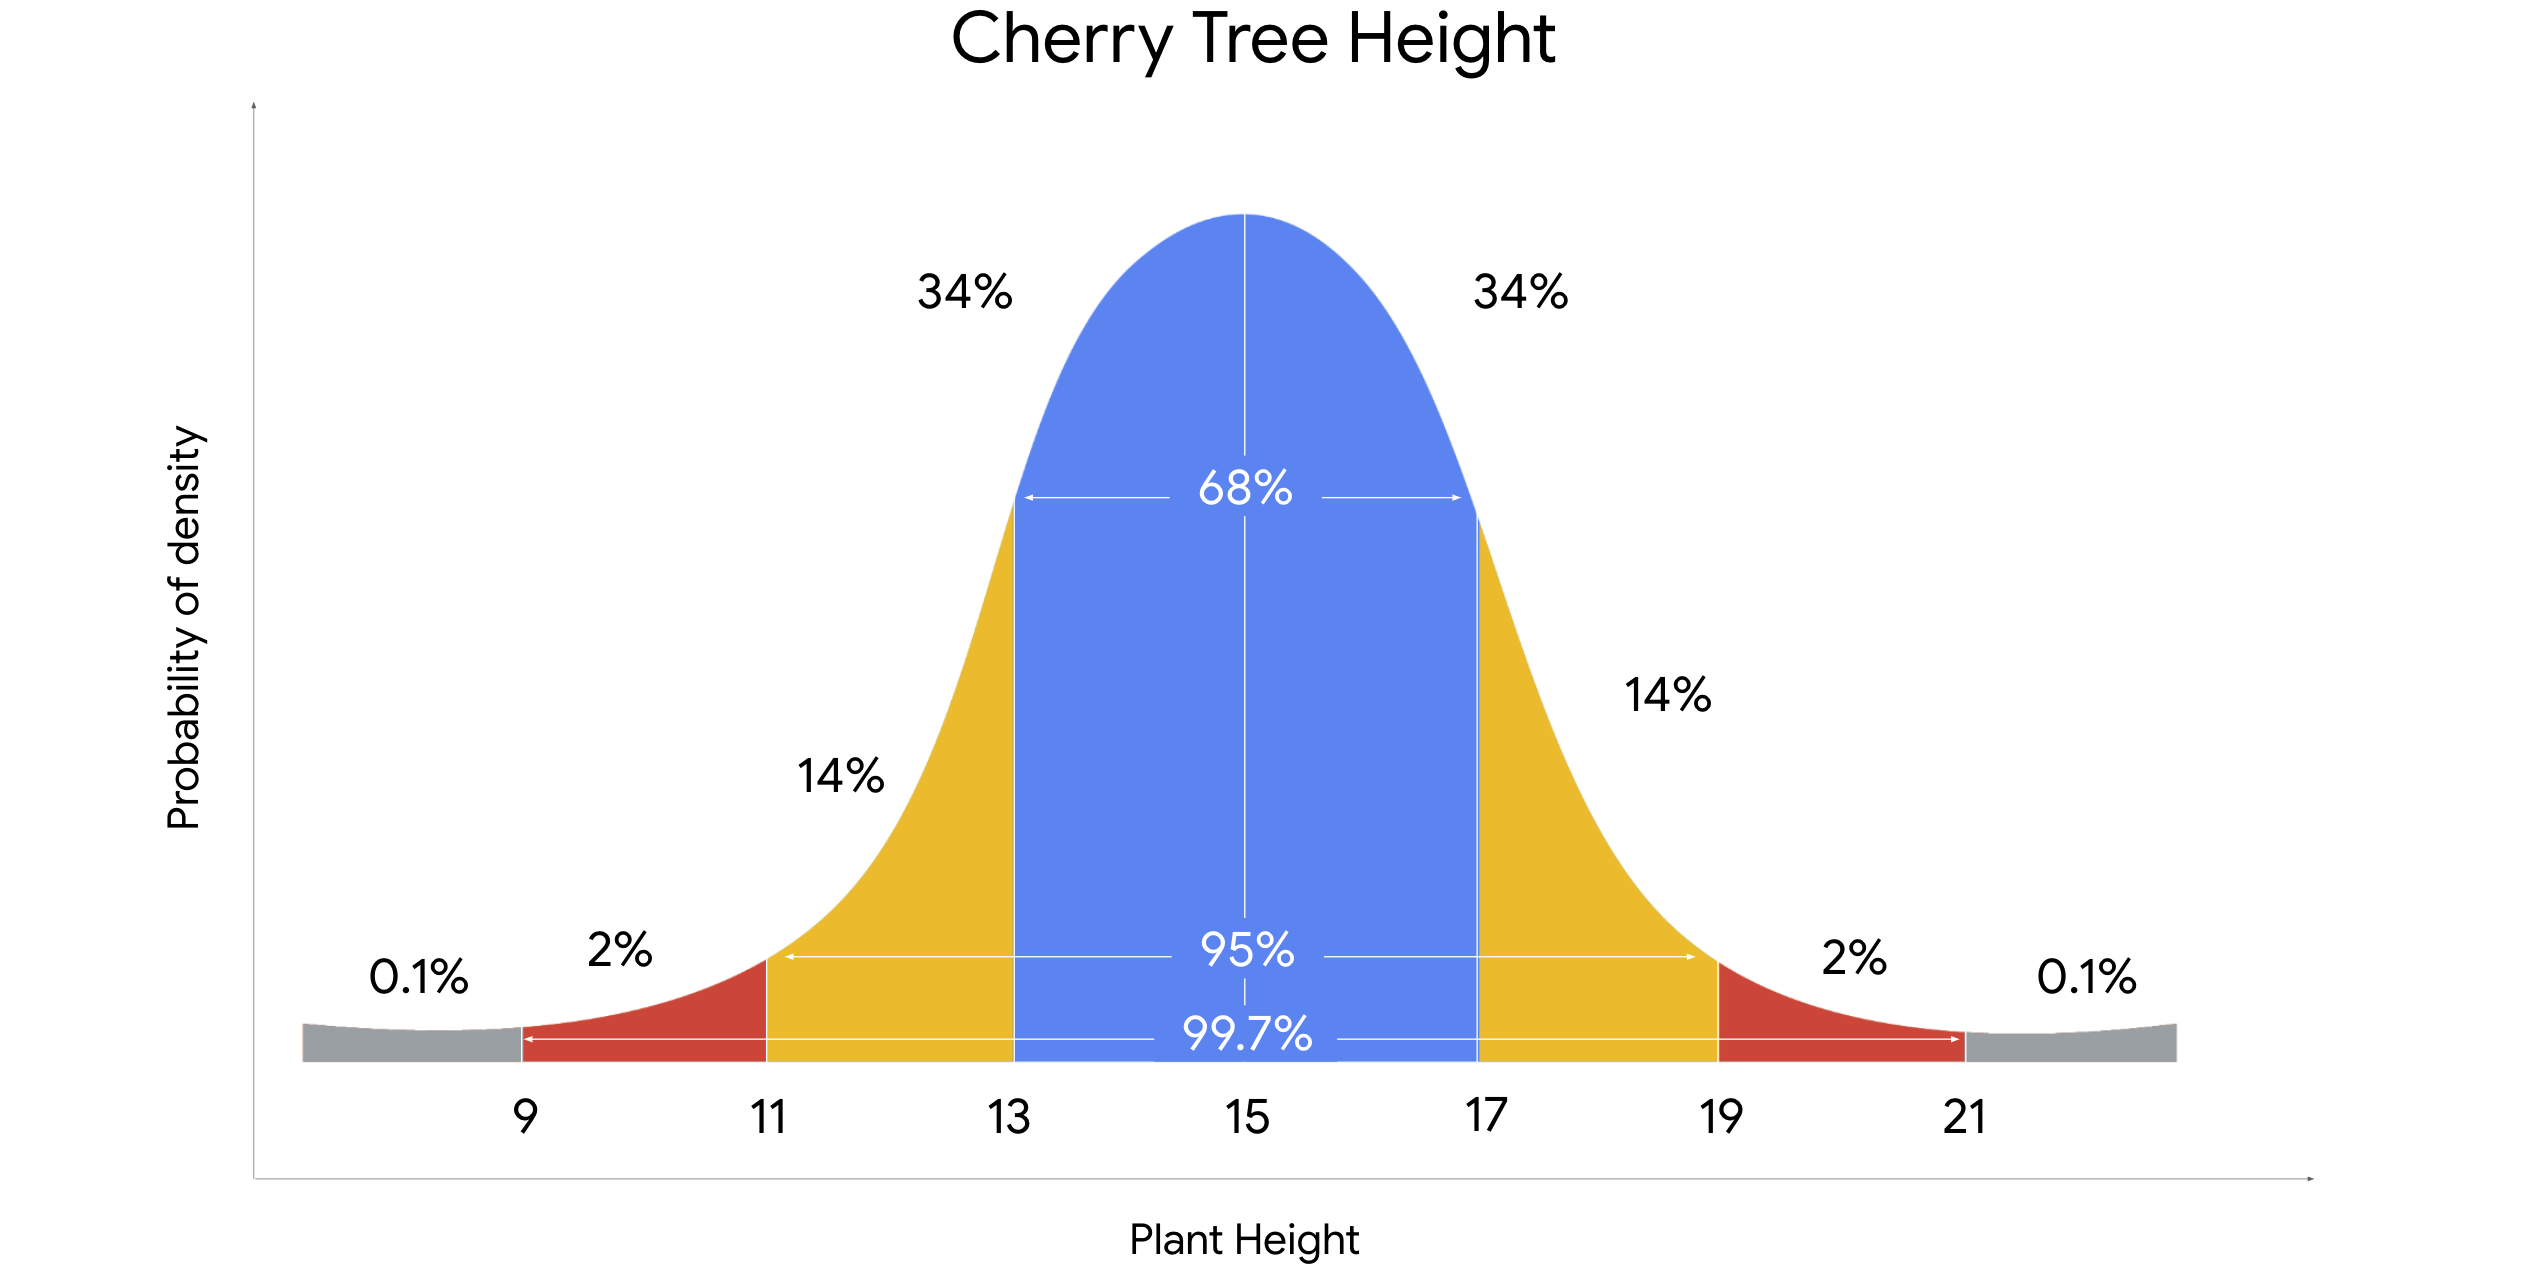 Cherry Tree Height
Probability of density
34%
34%
68%
14%
14%
95%
2%
2%
0.1%
0.1%
99.7%
9 11 13 15 17 19 21
Plant Height